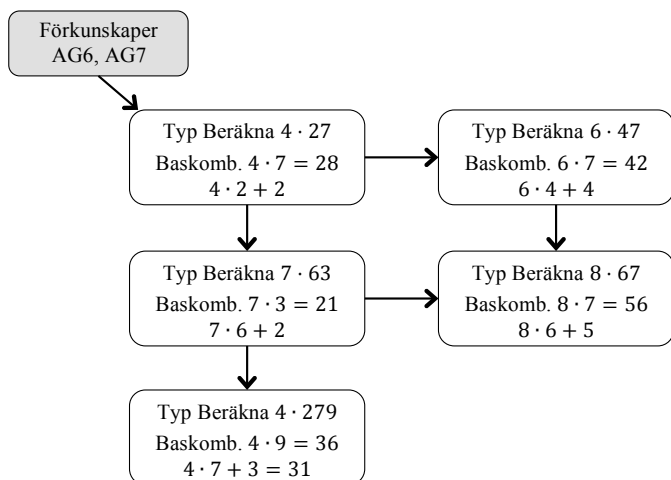 Förkunskaper
AG6, AG7
Typ Beräkna 4 · 27
Baskomb. 4 · 7 = 28
4 · 2 + 2
Typ Beräkna 6 · 47
Baskomb. 6 · 7 = 42
6 · 4 + 4
Typ Beräkna 7 · 63
Baskomb. 7 · 3 = 21
7 · 6 + 2
Typ Beräkna 8 · 67
Baskomb. 8 · 7 = 56
8 · 6 + 5
Typ Beräkna 4 · 279
Baskomb. 4 · 9 = 36
4 · 7 + 3 = 31